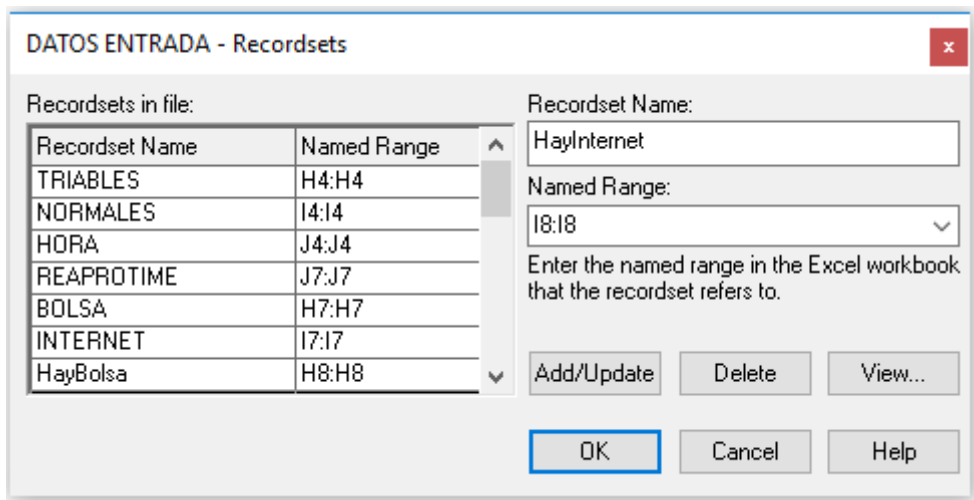 DATOS ENTRADA - Recordsets
x
Recordsets in file:
Recordset Name Named Range
TRIABLES H4:H4
NORMALES I4:I4
HORA J4:J4
REAPROTIME J7:J7
BOLSA H7:H7
INTERNET I7:I7
HayBolsa H8:H8
Recordset Name:
HayInternet
Named Range:
I8:I8
Enter the named range in the Excel workbook
that the recordset refers to.
Add/Update Delete View...
OK Cancel Help